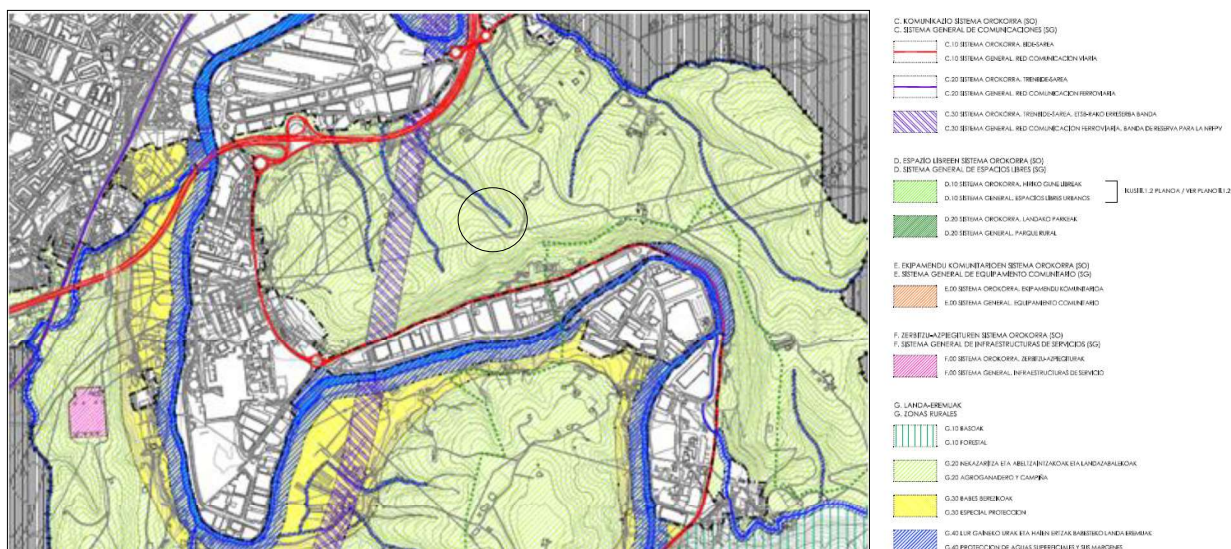 C. KOMUNIKAZIO SISTEMA OROKORRA (SO)
C. SISTEMA GENERAL DE COMUNICACIONES (SG)
C.10 SISTEMA OROKORRA. BIDE-SAREA
C.10 SISTEMA GENERAL. RED COMUNICACION VIARIA
C.20 SISTEMA OROKORRA. TRENBIDE-SAREA
C.20 SISTEMA GENERAL. RED COMUNICACION FERROVIARIA
C.30 SISTEMA OROKORRA. TRENBIDE-SAREA. ETSB-RAKO ERRESERBA BANDA
C.30 SISTEMA GENERAL. RED COMUNICACION FERROVIARIA. BANDA DE RESERVA PARA LA NRFPV
D. ESPAZIO LIBREEN SISTEMA OROKORRA (SO)
D. SISTEMA GENERAL DE ESPACIOS LIBRES (SG)
D.10 SISTEMA OROKORRA. HIRIKO GUNE LIBREAK
D.10 SISTEMA GENERAL. ESPACIOS LIBRES URBANOS
IKUSI II.1.2 PLANOA / VER PLANO II.1.2
D.20 SISTEMA OROKORRA. LANDAKO PARKEAK
D.20 SISTEMA GENERAL. PARQUE RURAL
E. EKIPAMENDU KOMUNITARIOEN SISTEMA OROKORRA (SO)
E. SISTEMA GENERAL DE EQUIPAMIENTO COMUNITARIO (SG)
E.00 SISTEMA OROKORRA. EKIPAMENDU KOMUNITARIOA
E.00 SISTEMA GENERAL. EQUIPAMIENTO COMUNITARIO
F. ZERBITZU-AZPIEGITUREN SISTEMA OROKORRA (SO)
F. SISTEMA GENERAL DE INFRAESTRUCTURAS DE SERVICIOS (SG)
F.00 SISTEMA OROKORRA. ZERBITZU-AZPIEGITURAK
F.00 SISTEMA GENERAL. INFRAESTRUCTURAS DE SERVICIO
G. LANDA-EREMUAK
G. ZONAS RURALES
G.10 BASOAK
G.10 FORESTAL
G.20 NEKAZARITZA ETA ABELTZAINTZAKOAK ETA LANDAZABALEKOAK
G.20 AGROGANADERO Y CAMPIÑA
G.30 BABES BEREZIKOAK
G.30 ESPECIAL PROTECCION
G.40 LUR GAINEKO URAK ETA HAIEN ERTZAK BABESTEKO LANDA EREMUAK
G.40 PROTECCION DE AGUAS SUPERFICIALES Y SUS MARGENES